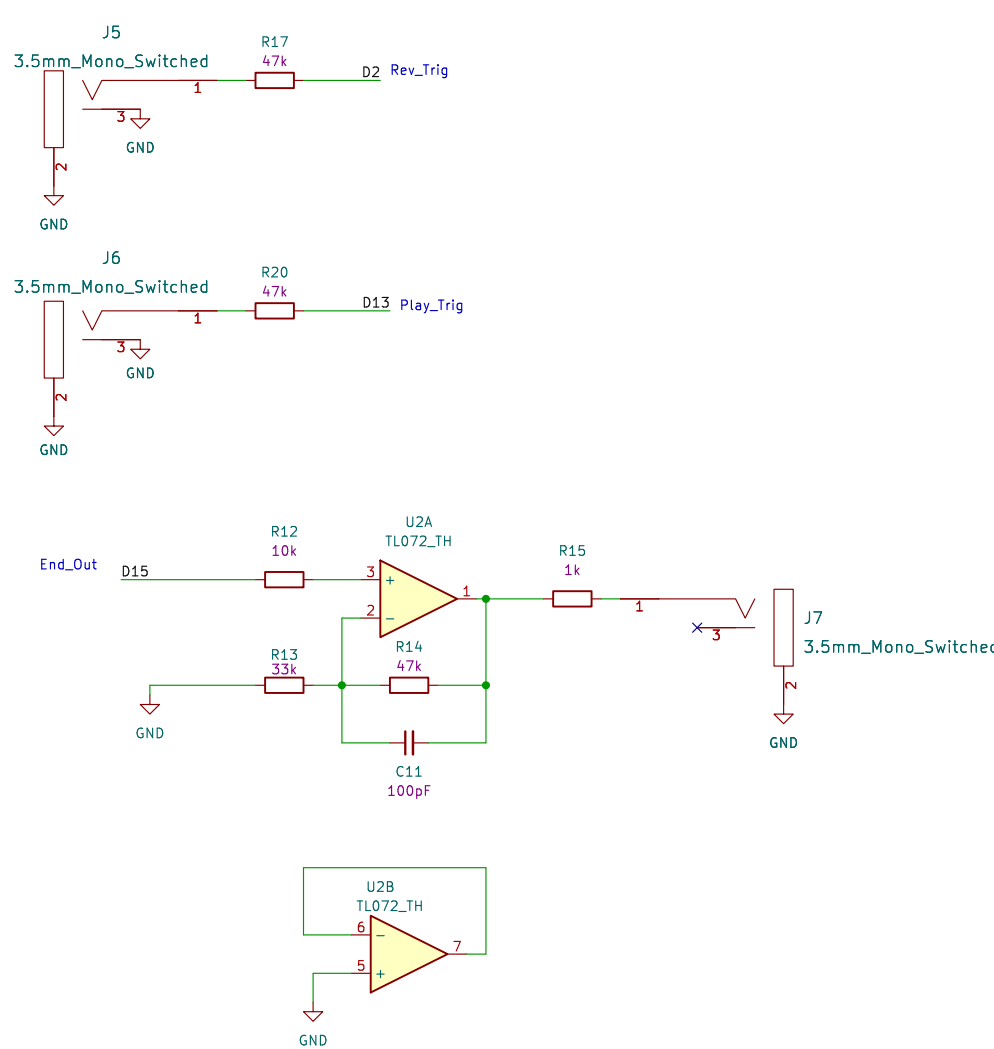 J5
3.5mm_Mono_Switched
R17
47k
D2
Rev_Trig
1
3
GND
2
GND
J6
3.5mm_Mono_Switched
R20
47k
D13
Play_Trig
1
3
GND
2
GND
U2A
TL072_TH
End_Out
D15
R12
10k
3
+
2
−
1
R15
1k
1
3
J7
3.5mm_Mono_Switched
2
GND
R13
33k
R14
47k
GND
C11
100pF
U2B
TL072_TH
6
−
5
+
7
GND